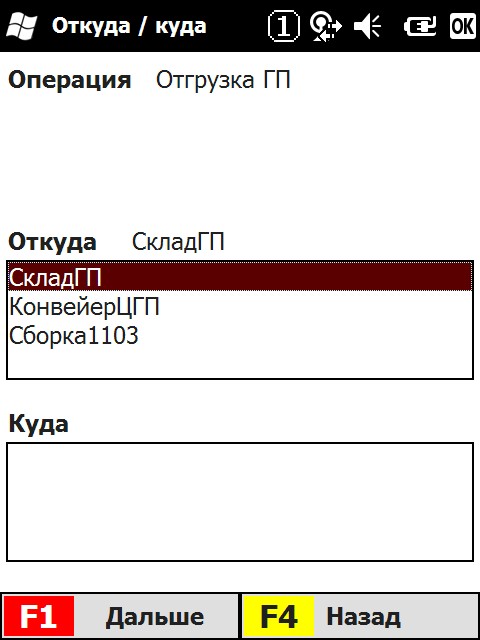 Откуда / куда 1 OK
Операция Отгрузка ГП
Откуда СкладГП
СкладГП
КонвейерЦГП
Сборка1103
Куда
F1 Дальше F4 Назад